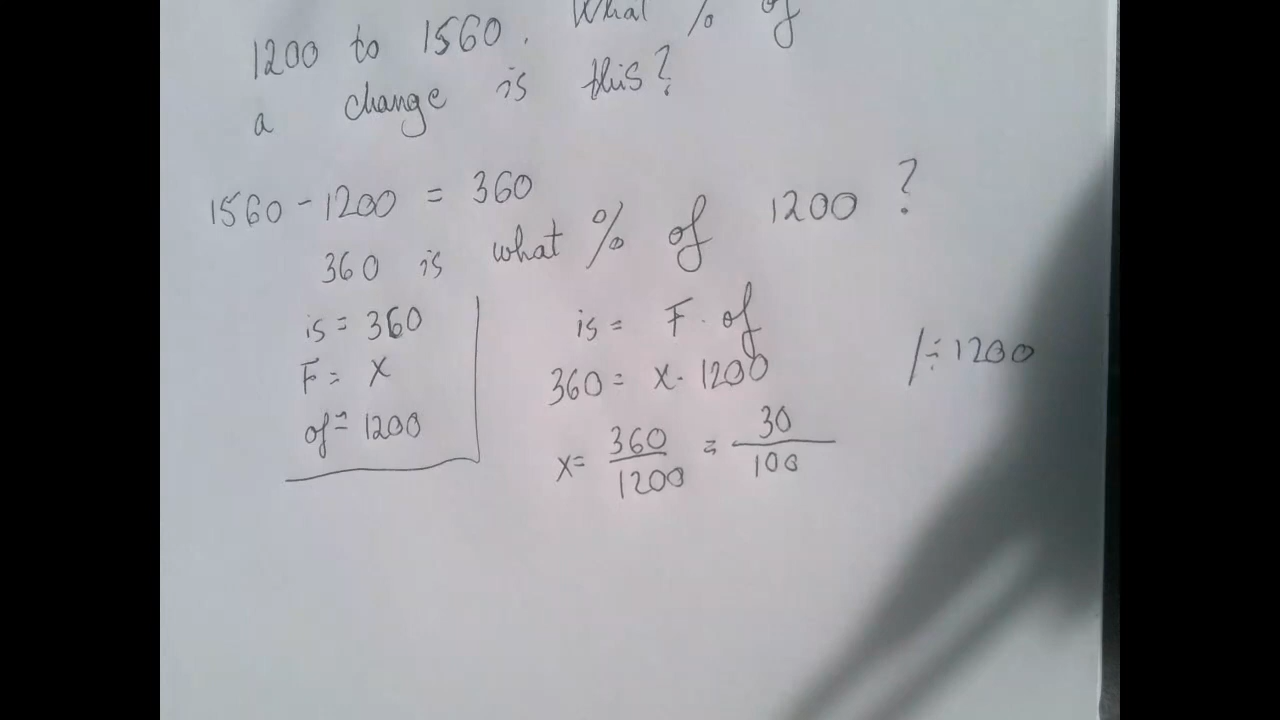 1200 to 1560. What % of
a change is this?
1560 - 1200 = 360
360 is what % of 1200 ?
is = 360
F = x
of = 1200
is = F . of
360 = x . 1200 /÷ 1200
x = 360/1200 = 30/100